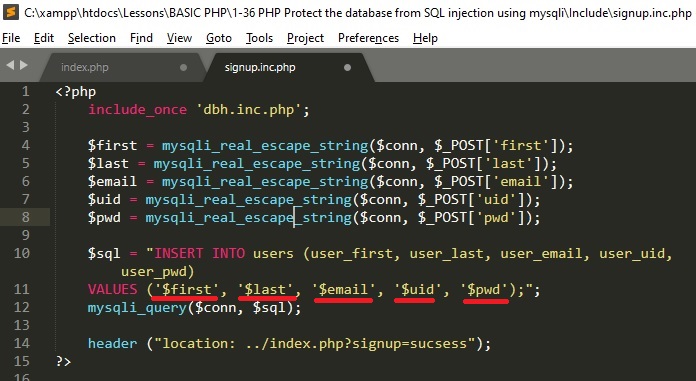 C:\xampp\htdocs\Lessons\BASIC PHP\1-36 PHP Protect the database from SQL injection using mysqli\Include\signup.inc.php
File Edit Selection Find View Goto Tools Project Preferences Help
index.php signup.inc.php
1 <?php
2 include_once 'dbh.inc.php';
3
4 $first = mysqli_real_escape_string($conn, $_POST['first']);
5 $last = mysqli_real_escape_string($conn, $_POST['last']);
6 $email = mysqli_real_escape_string($conn, $_POST['email']);
7 $uid = mysqli_real_escape_string($conn, $_POST['uid']);
8 $pwd = mysqli_real_escape_string($conn, $_POST['pwd']);
9
10 $sql = "INSERT INTO users (user_first, user_last, user_email, user_uid,
user_pwd)
11 VALUES ('$first', '$last', '$email', '$uid', '$pwd');";
12 mysqli_query($conn, $sql);
13
14 header ("location: ../index.php?signup=sucsess");
15 ?>
16